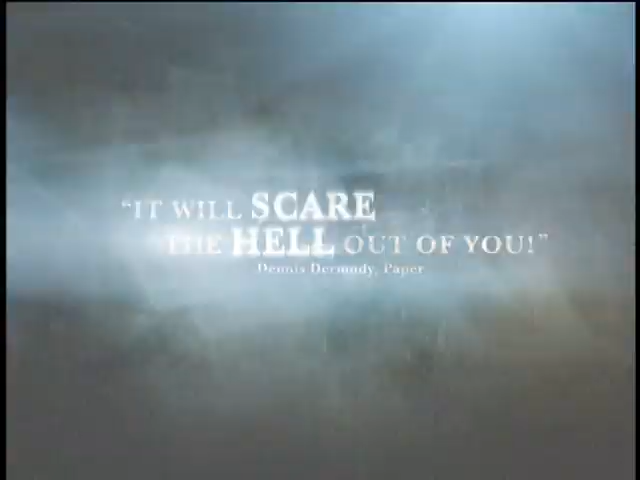 “IT WILL SCARE
THE HELL OUT OF YOU!”
Dennis Dermody, Paper